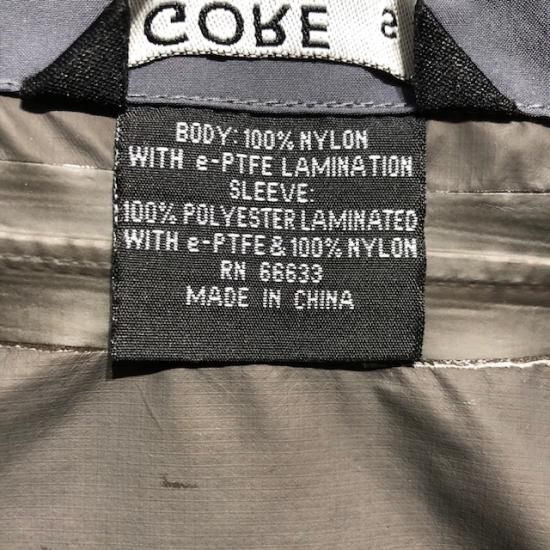 GORE S
BODY: 100% NYLON
WITH e-PTFE LAMINATION
SLEEVE:
100% POLYESTER LAMINATED
WITH e-PTFE & 100% NYLON
RN 66633
MADE IN CHINA